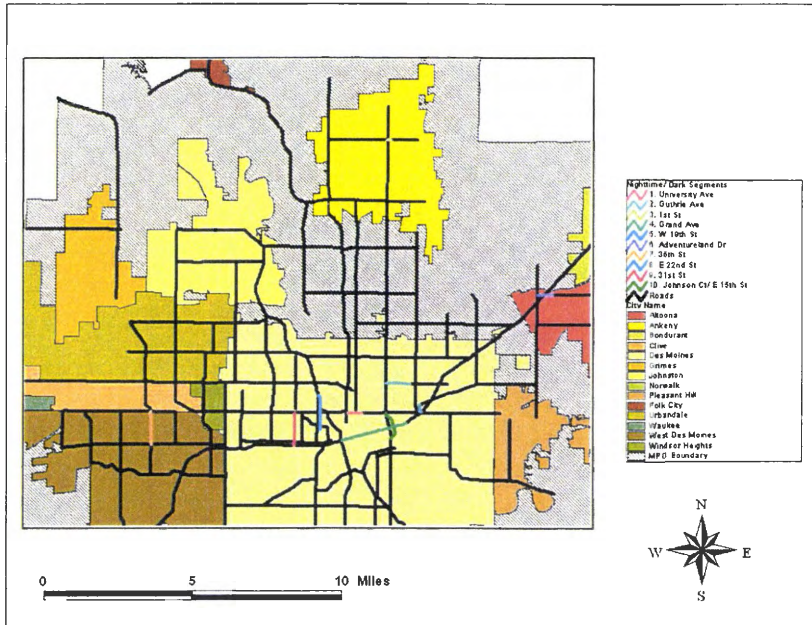 Nighttime/ Dark Segments
1. University Ave
2. Guthrie Ave
3. 1st St
4. Grand Ave
5. W 19th St
6. Adventureland Dr
7. 36th St
8. E 22nd St
9. 31st St
10. Johnson Ct/ E 15th St
Roads
City Name
Altoona
Ankeny
Bondurant
Clive
Des Moines
Grimes
Johnston
Norwalk
Pleasant Hill
Polk City
Urbandale
Waukee
West Des Moines
Windsor Heights
MPO Boundary
N
W E
S
0 5 10 Miles